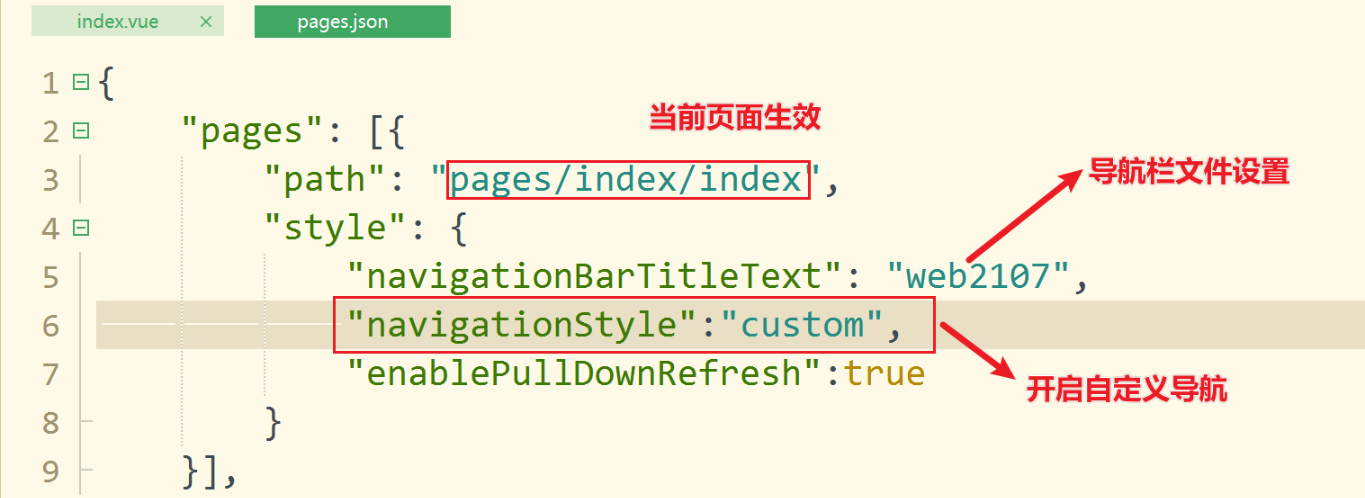 index.vue ×
pages.json
1 {
当前页面生效
2 "pages": [{
导航栏文件设置
3 "path": "pages/index/index",
4 "style": {
5 "navigationBarTitleText": "web2107",
6 "navigationStyle":"custom",
7 "enablePullDownRefresh":true
开启自定义导航
8 }
9 }],